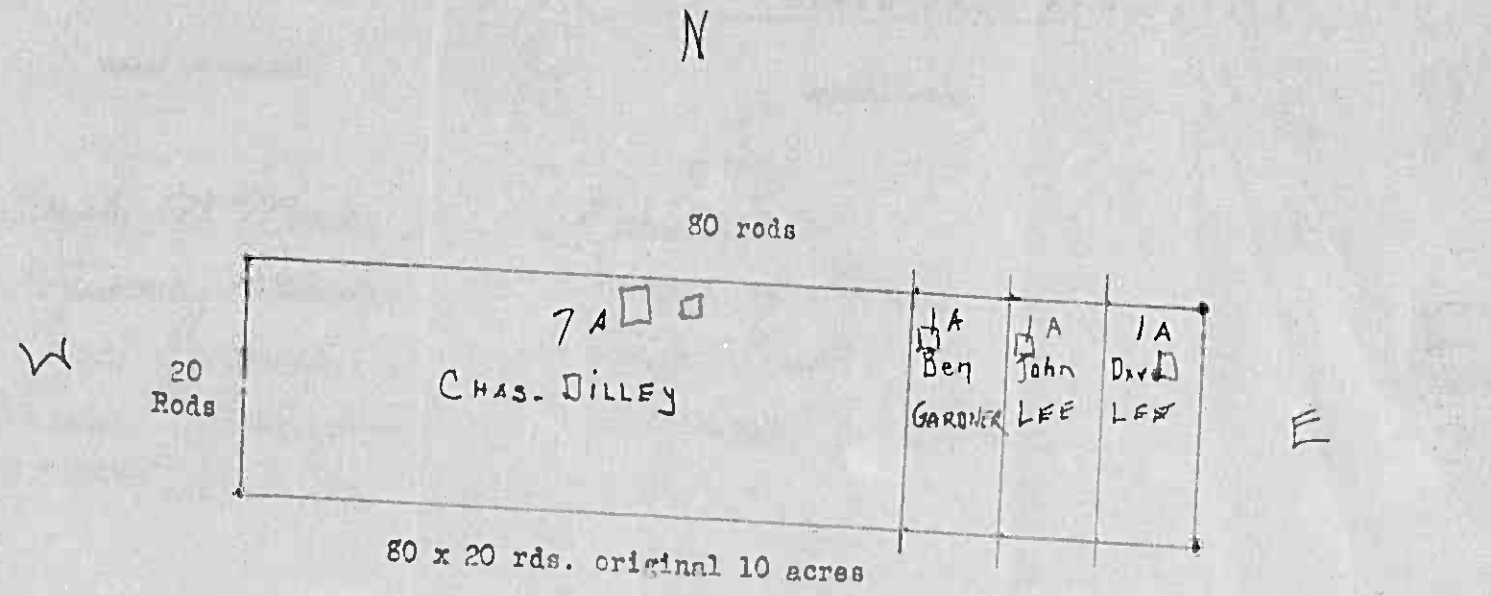 N
80 rods
W
20
Rods
7 A
CHAS. DILLEY
1 A
Ben
GARDNER
1 A
John
LEE
1 A
LEE
E
80 x 20 rds. original 10 acres